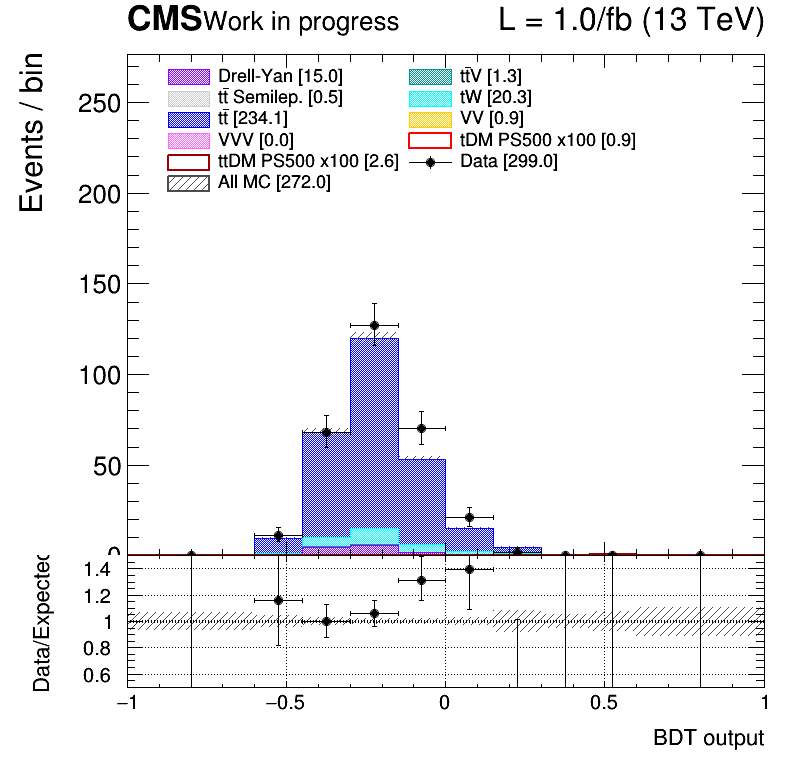 CMS Work in progress L = 1.0/fb (13 TeV)
Events / bin
Drell-Yan [15.0] tt̄V [1.3]
tt̄ Semilep. [0.5] tW [20.3]
tt̄ [234.1] VV [0.9]
VVV [0.0] tDM PS500 x100 [0.9]
ttDM PS500 x100 [2.6] Data [299.0]
All MC [272.0]
250
200
150
100
50
0
Data/Expected
1.4
1.2
1
0.8
0.6
−1 −0.5 0 0.5 1
BDT output